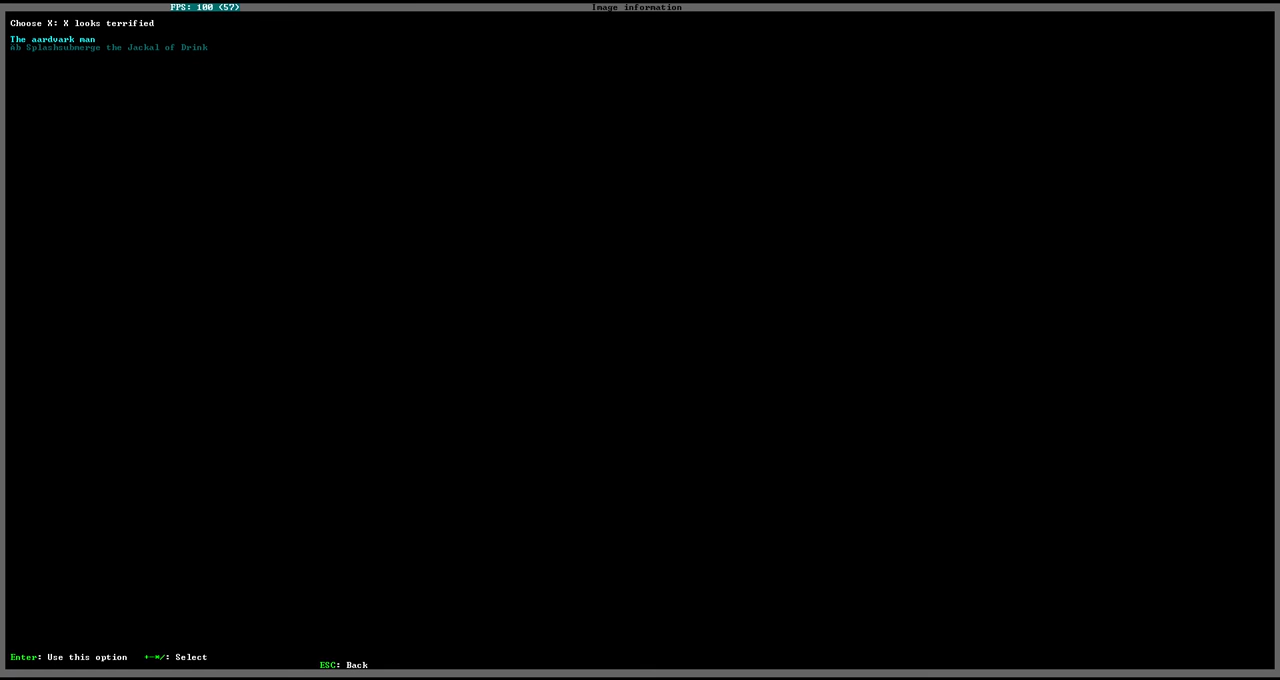 FPS: 100 (57)
Image information
Choose X: X looks terrified
The aardvark man
Ab Splashsubmerge the Jackal of Drink
Enter: Use this option +-*/: Select
ESC: Back